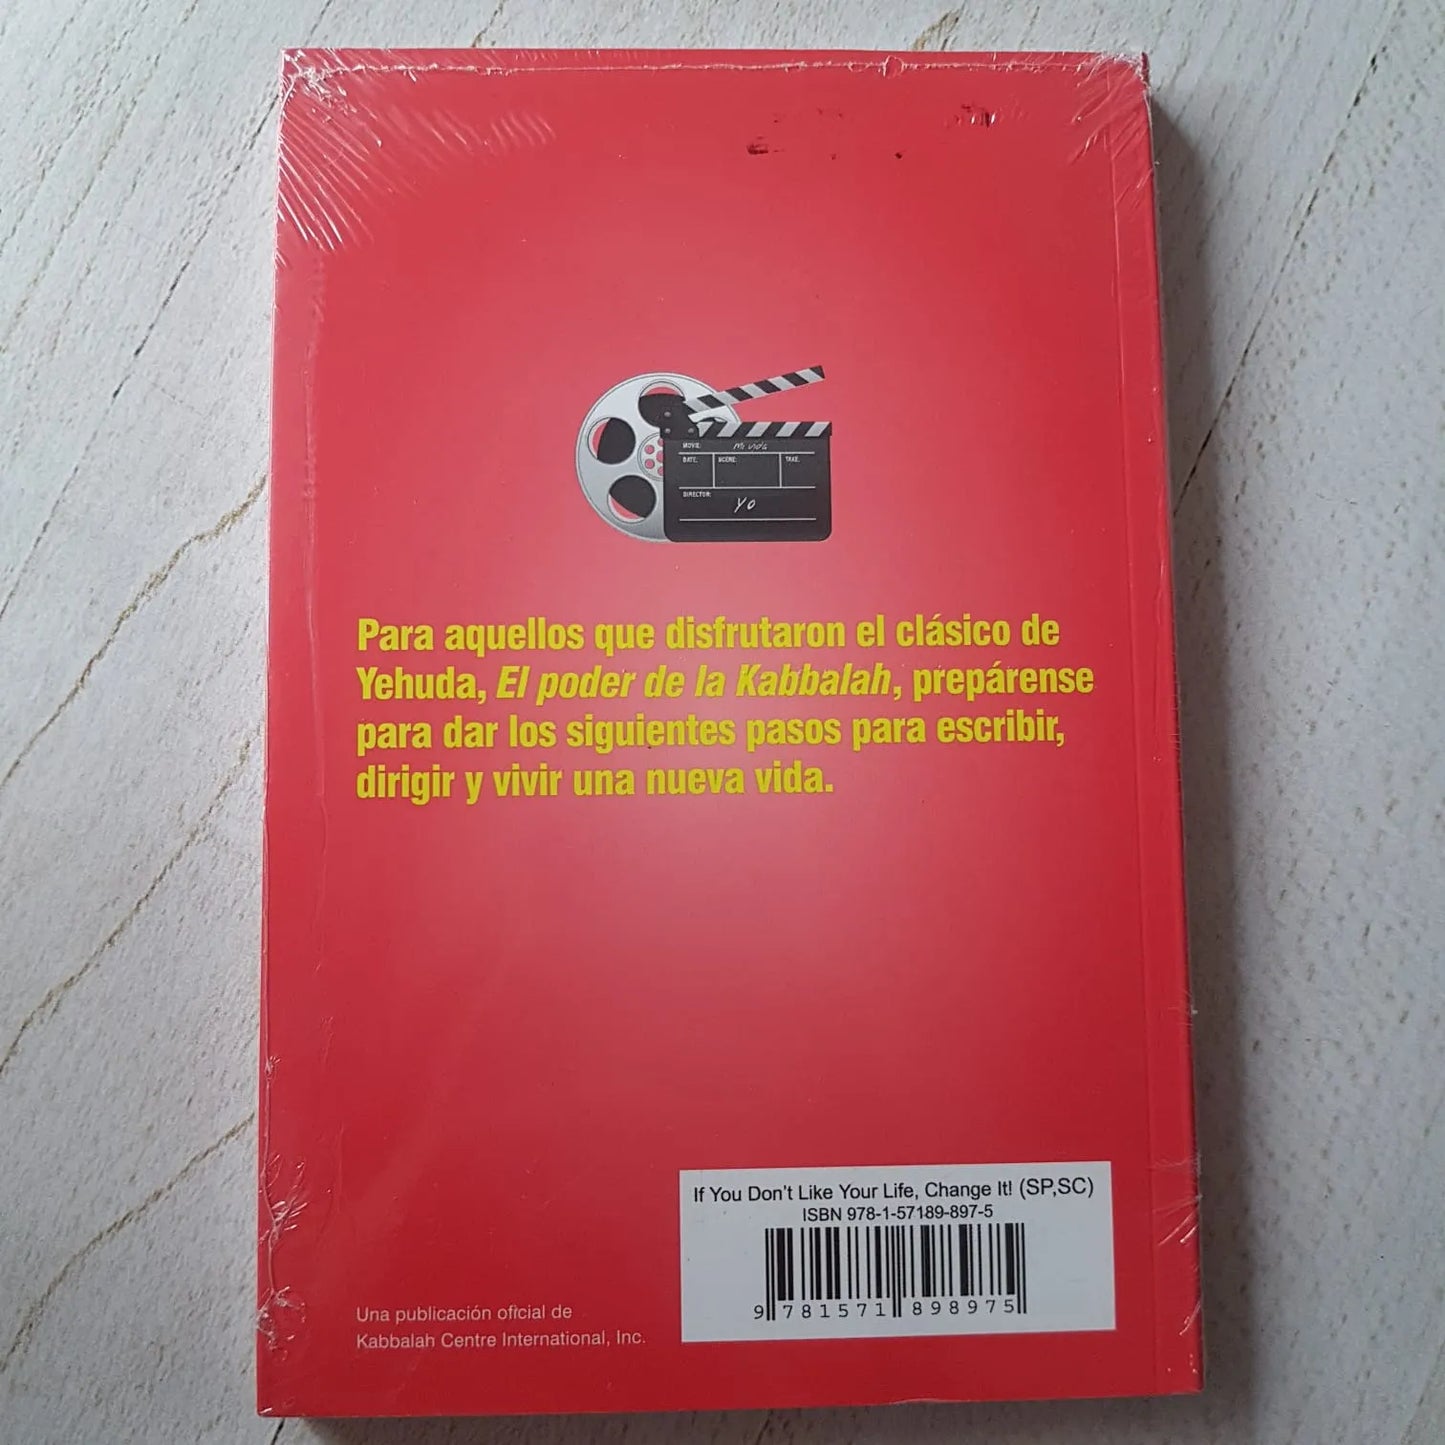 MOVIE: Mi vida
DATE: SCENE: TAKE:
DIRECTOR:
YO
Para aquellos que disfrutaron el clásico de
Yehuda, El poder de la Kabbalah, prepárense
para dar los siguientes pasos para escribir,
dirigir y vivir una nueva vida.
If You Don't Like Your Life, Change It! (SP,SC)
ISBN 978-1-57189-897-5
9 781571 898975
Una publicación oficial de
Kabbalah Centre International, Inc.